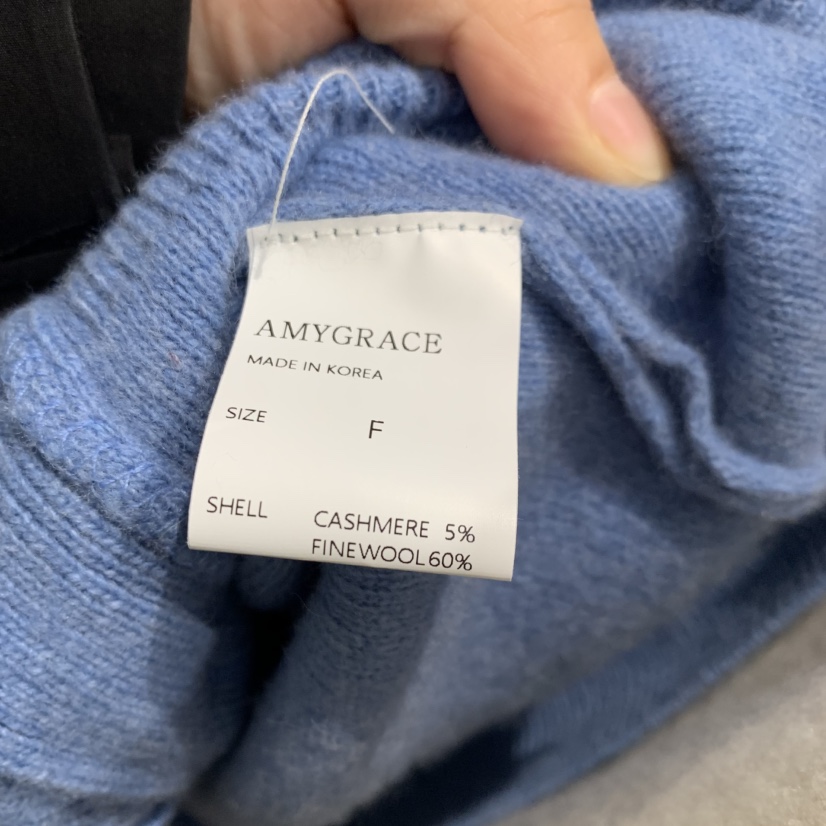 AMYGRACE
MADE IN KOREA
SIZE F
SHELL CASHMERE 5%
FINEWOOL60%